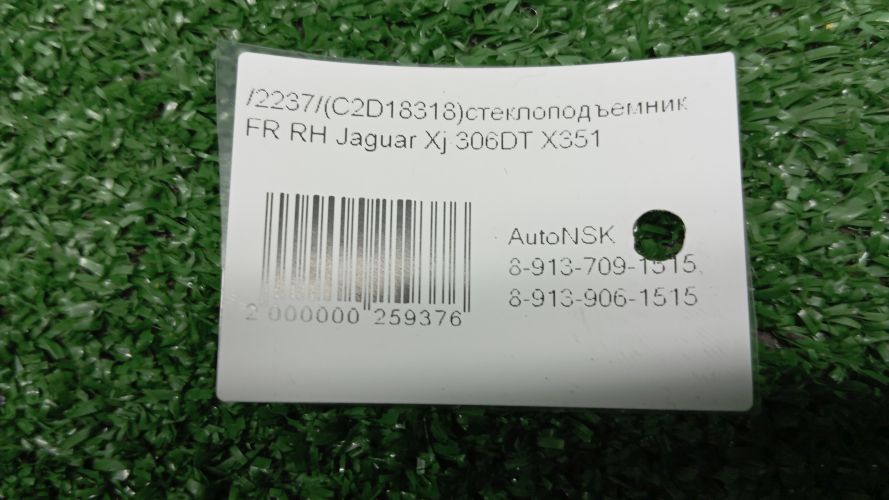 /2237/(C2D18318)стеклоподъемник
FR RH Jaguar Xj 306DT X351
AutoNSK
8-913-709-1515,
8-913-906-1515
2 000000 259376